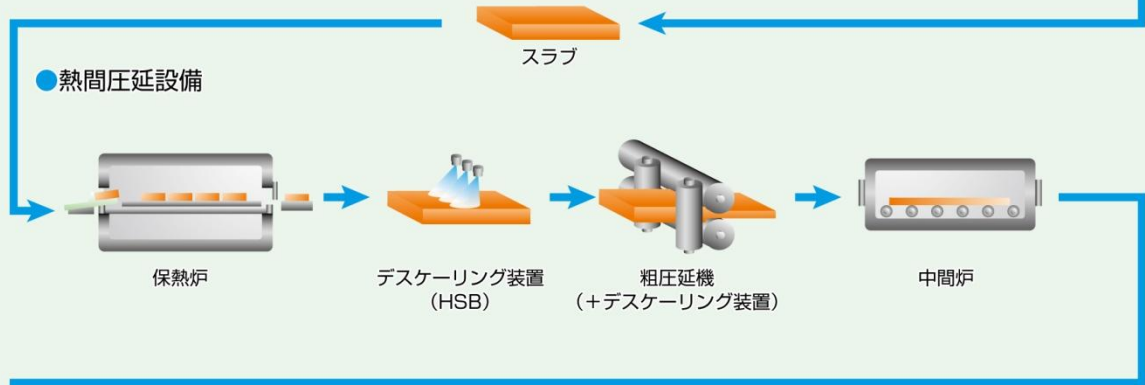 スラブ
●熱間圧延設備
保熱炉
デスケーリング装置
(HSB)
粗圧延機
(+デスケーリング装置)
中間炉